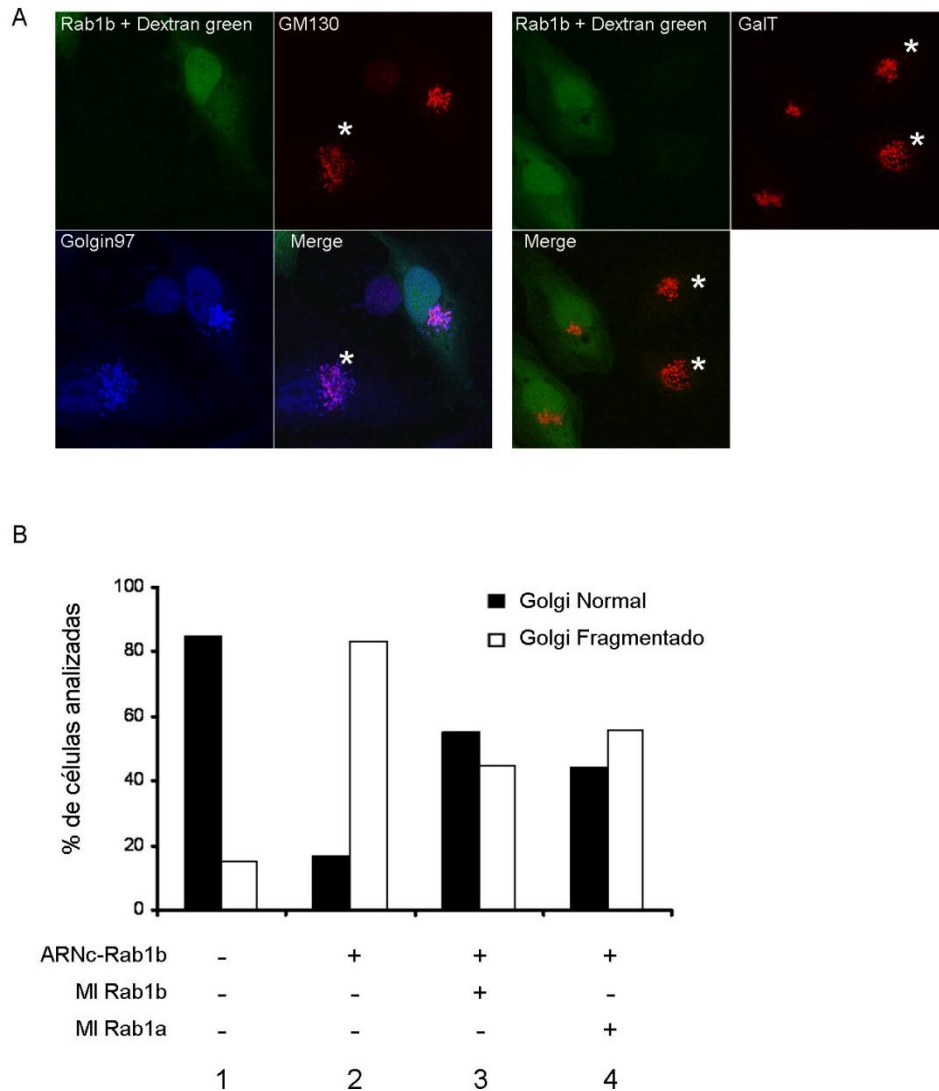 A
Rab1b + Dextran green
GM130
*
Rab1b + Dextran green
GalT
*
*
Golgin97
Merge
*
Merge
*
*
B
% de células analizadas
100
80
60
40
20
0
Golgi Normal
Golgi Fragmentado
ARNc-Rab1b - + + +
MI Rab1b - - + -
MI Rab1a - - - +
1 2 3 4